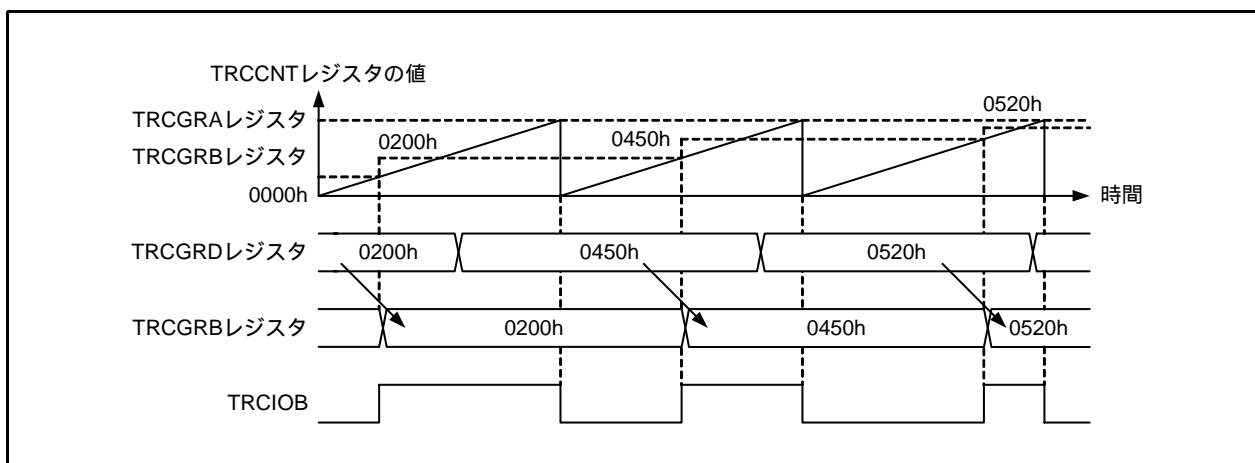 TRCCNTレジスタの値
TRCGRAレジスタ
0520h
0200h
0450h
TRCGRBレジスタ
0000h
時間
TRCGRDレジスタ
0200h
0450h
0520h
TRCGRBレジスタ
0200h
0450h
0520h
TRCIOB